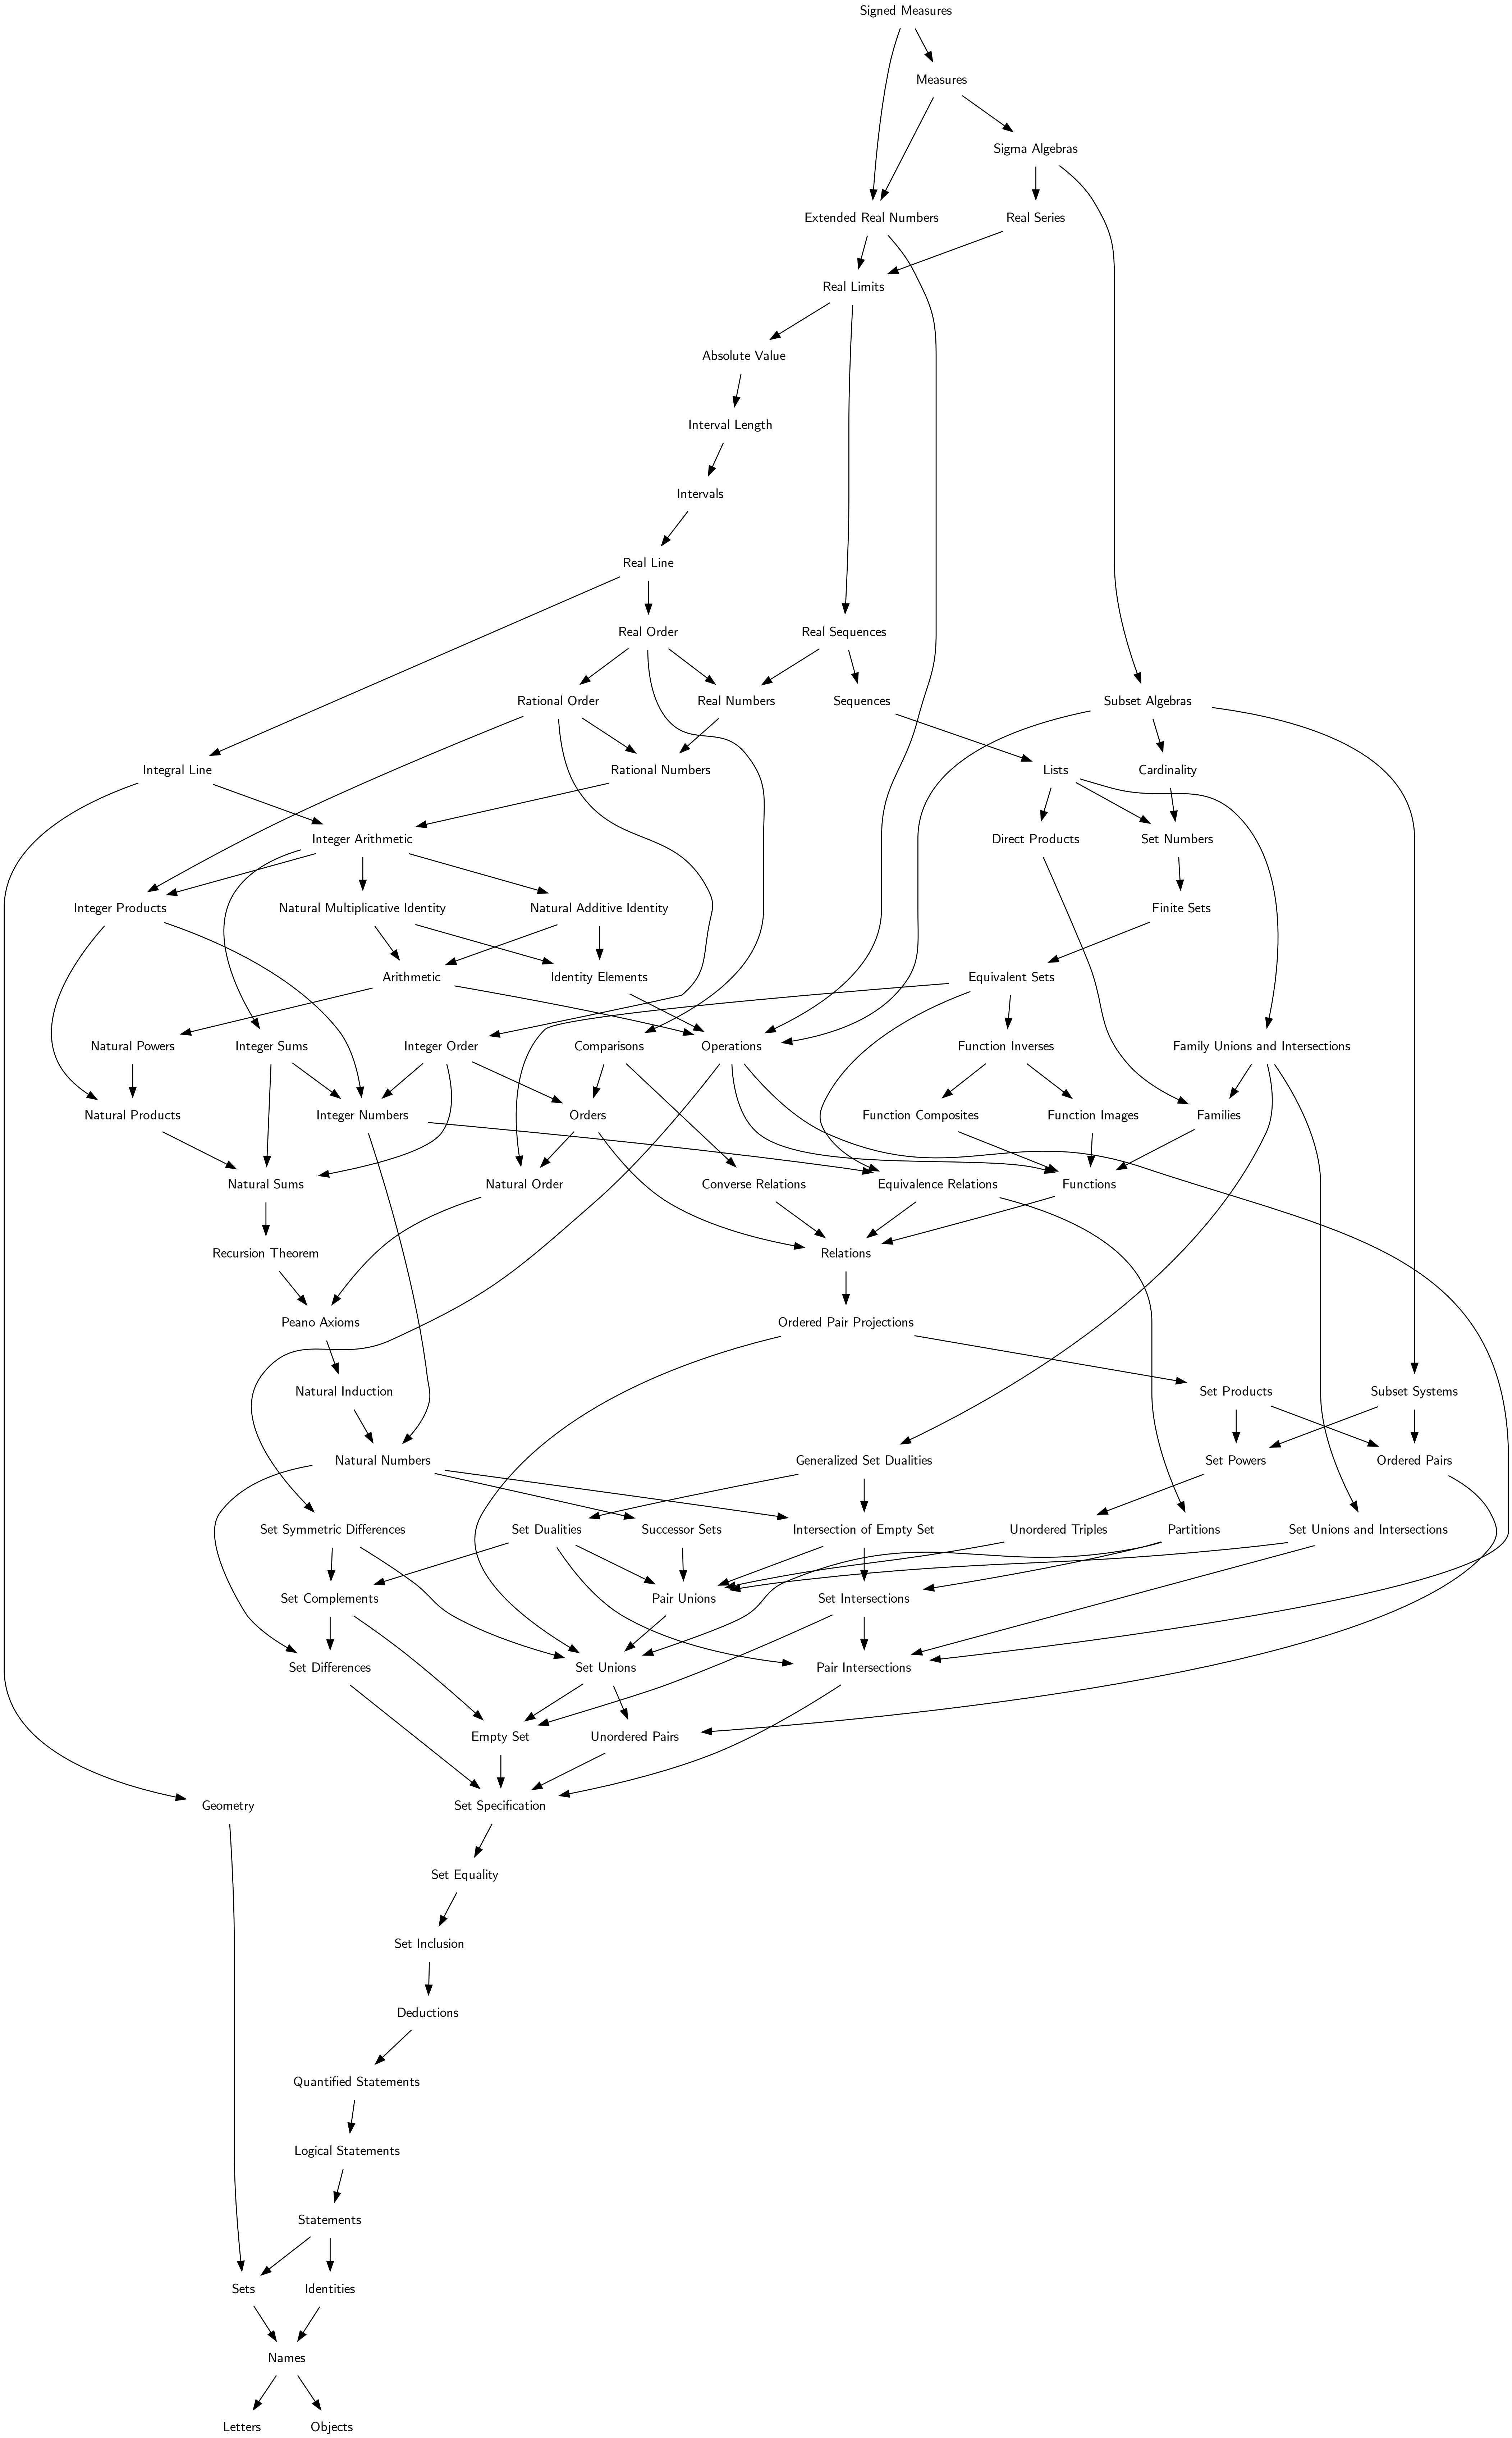 Signed Measures
Measures
Sigma Algebras
Extended Real Numbers
Real Series
Real Limits
Absolute Value
Interval Length
Intervals
Real Line
Real Order
Real Sequences
Rational Order
Real Numbers
Sequences
Subset Algebras
Integral Line
Rational Numbers
Lists
Cardinality
Integer Arithmetic
Direct Products
Set Numbers
Integer Products
Natural Multiplicative Identity
Natural Additive Identity
Finite Sets
Arithmetic
Identity Elements
Equivalent Sets
Natural Powers
Integer Sums
Integer Order
Comparisons
Operations
Function Inverses
Family Unions and Intersections
Natural Products
Integer Numbers
Orders
Function Composites
Function Images
Families
Natural Sums
Natural Order
Converse Relations
Equivalence Relations
Functions
Recursion Theorem
Relations
Peano Axioms
Ordered Pair Projections
Natural Induction
Set Products
Subset Systems
Natural Numbers
Generalized Set Dualities
Set Powers
Ordered Pairs
Set Symmetric Differences
Set Dualities
Successor Sets
Intersection of Empty Set
Unordered Triples
Partitions
Set Unions and Intersections
Set Complements
Pair Unions
Set Intersections
Set Differences
Set Unions
Pair Intersections
Empty Set
Unordered Pairs
Geometry
Set Specification
Set Equality
Set Inclusion
Deductions
Quantified Statements
Logical Statements
Statements
Sets
Identities
Names
Letters
Objects